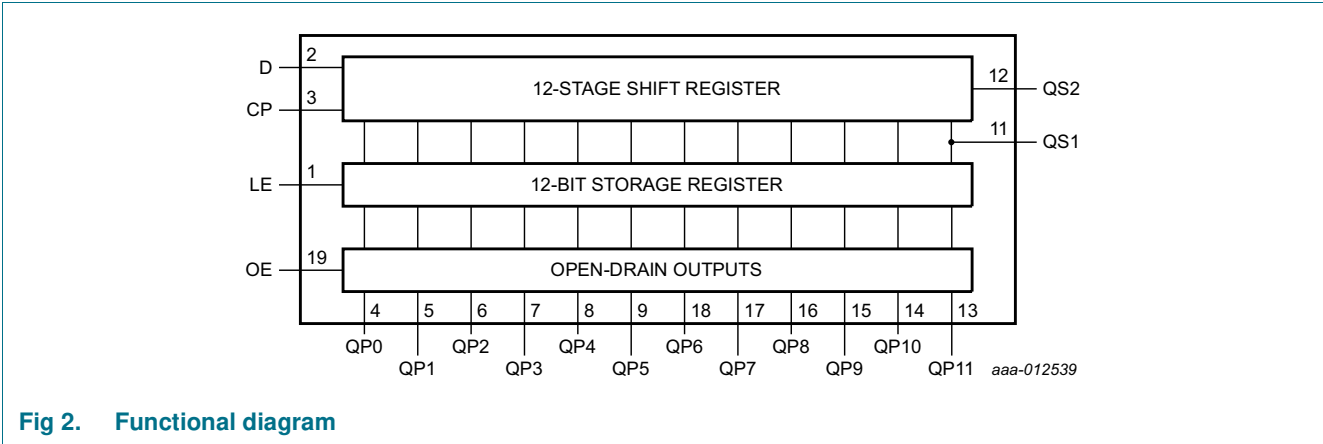 D
2
12-STAGE SHIFT REGISTER
12
QS2
CP
3
11
QS1
LE
1
12-BIT STORAGE REGISTER
OE
19
OPEN-DRAIN OUTPUTS
4 5 6 7 8 9 18 17 16 15 14 13
QP0 QP2 QP4 QP6 QP8 QP10
QP1 QP3 QP5 QP7 QP9 QP11 aaa-012539
Fig 2. Functional diagram